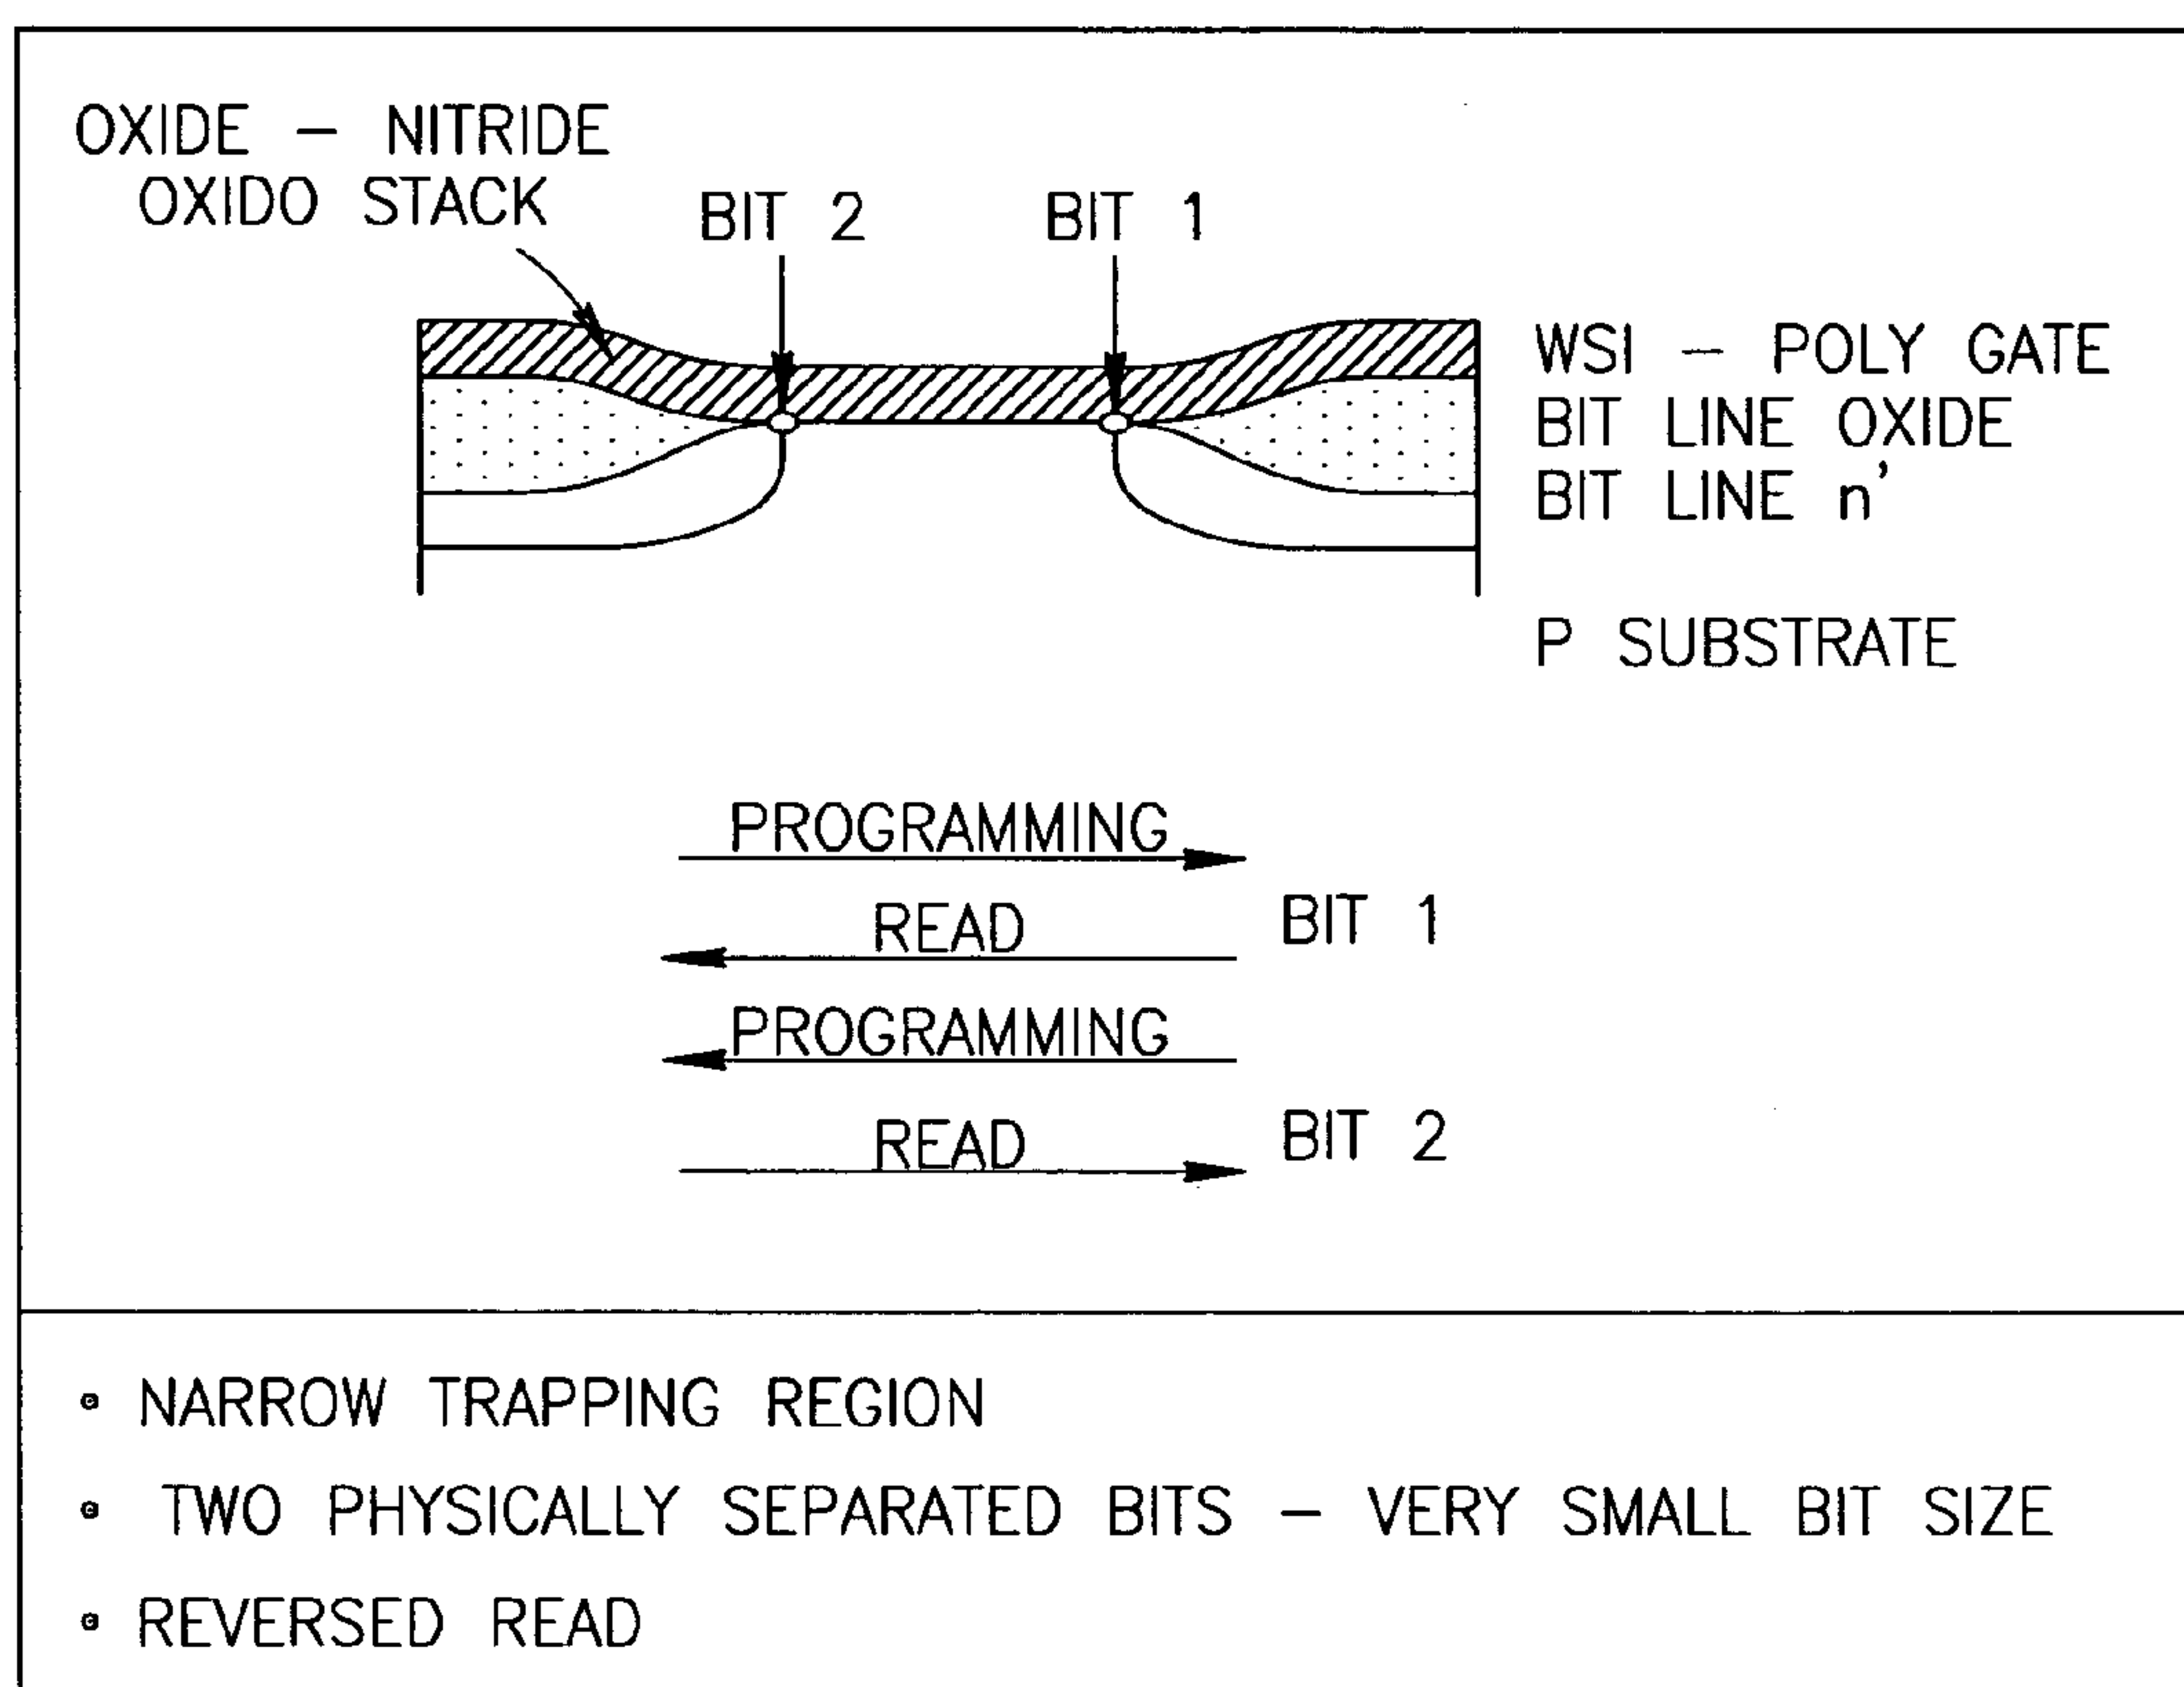 OXIDE – NITRIDE
OXIDO STACK
BIT 2
BIT 1
WSI – POLY GATE
BIT LINE OXIDE
BIT LINE n'
P SUBSTRATE
PROGRAMMING
READ
BIT 1
PROGRAMMING
READ
BIT 2
• NARROW TRAPPING REGION
• TWO PHYSICALLY SEPARATED BITS – VERY SMALL BIT SIZE
• REVERSED READ